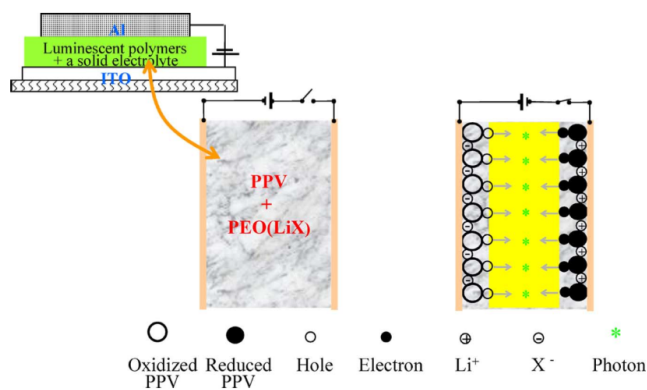 Al
Luminescent polymers
+ a solid electrolyte
ITO
PPV
+
PEO(LiX)
Oxidized PPV
Reduced PPV
Hole
Electron
Li⁺
X⁻
Photon